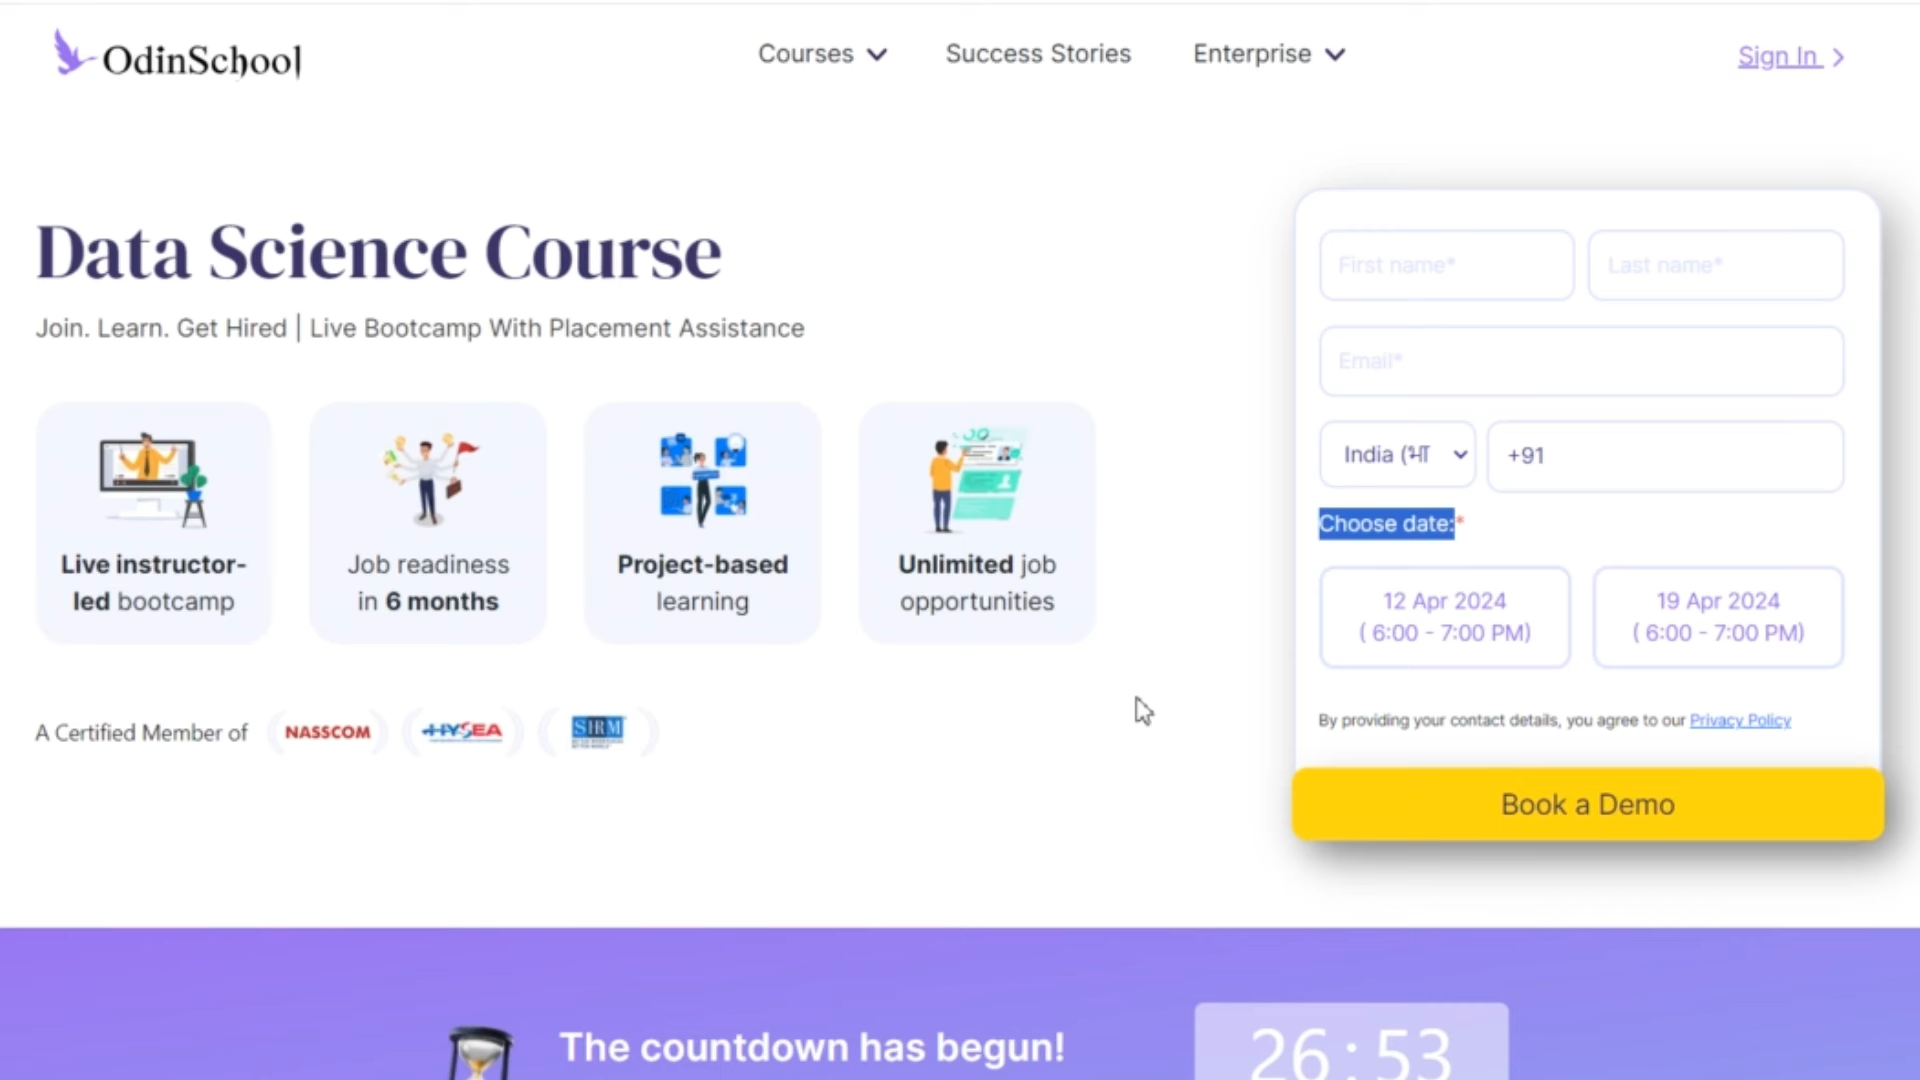 OdinSchool
Courses
Success Stories
Enterprise
Sign In
Data Science Course
Join. Learn. Get Hired | Live Bootcamp With Placement Assistance
Live instructor-
led bootcamp
Job readiness
in 6 months
Project-based
learning
Unlimited job
opportunities
A Certified Member of
NASSCOM
HYSEA
SIRM
First name*
Last name*
Email*
India (भा
+91
Choose date:*
12 Apr 2024
( 6:00 - 7:00 PM)
19 Apr 2024
( 6:00 - 7:00 PM)
By providing your contact details, you agree to our Privacy Policy
Book a Demo
The countdown has begun!
26:53